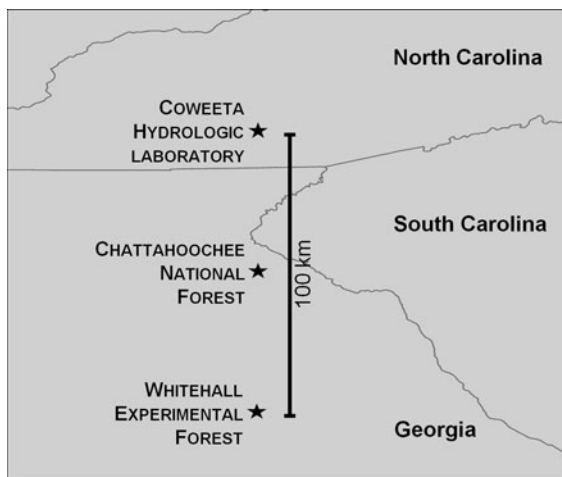 North Carolina
COWEETA
HYDROLOGIC
LABORATORY
South Carolina
CHATTAHOOCHEE
NATIONAL
FOREST
100 km
WHITEHALL
EXPERIMENTAL
FOREST
Georgia